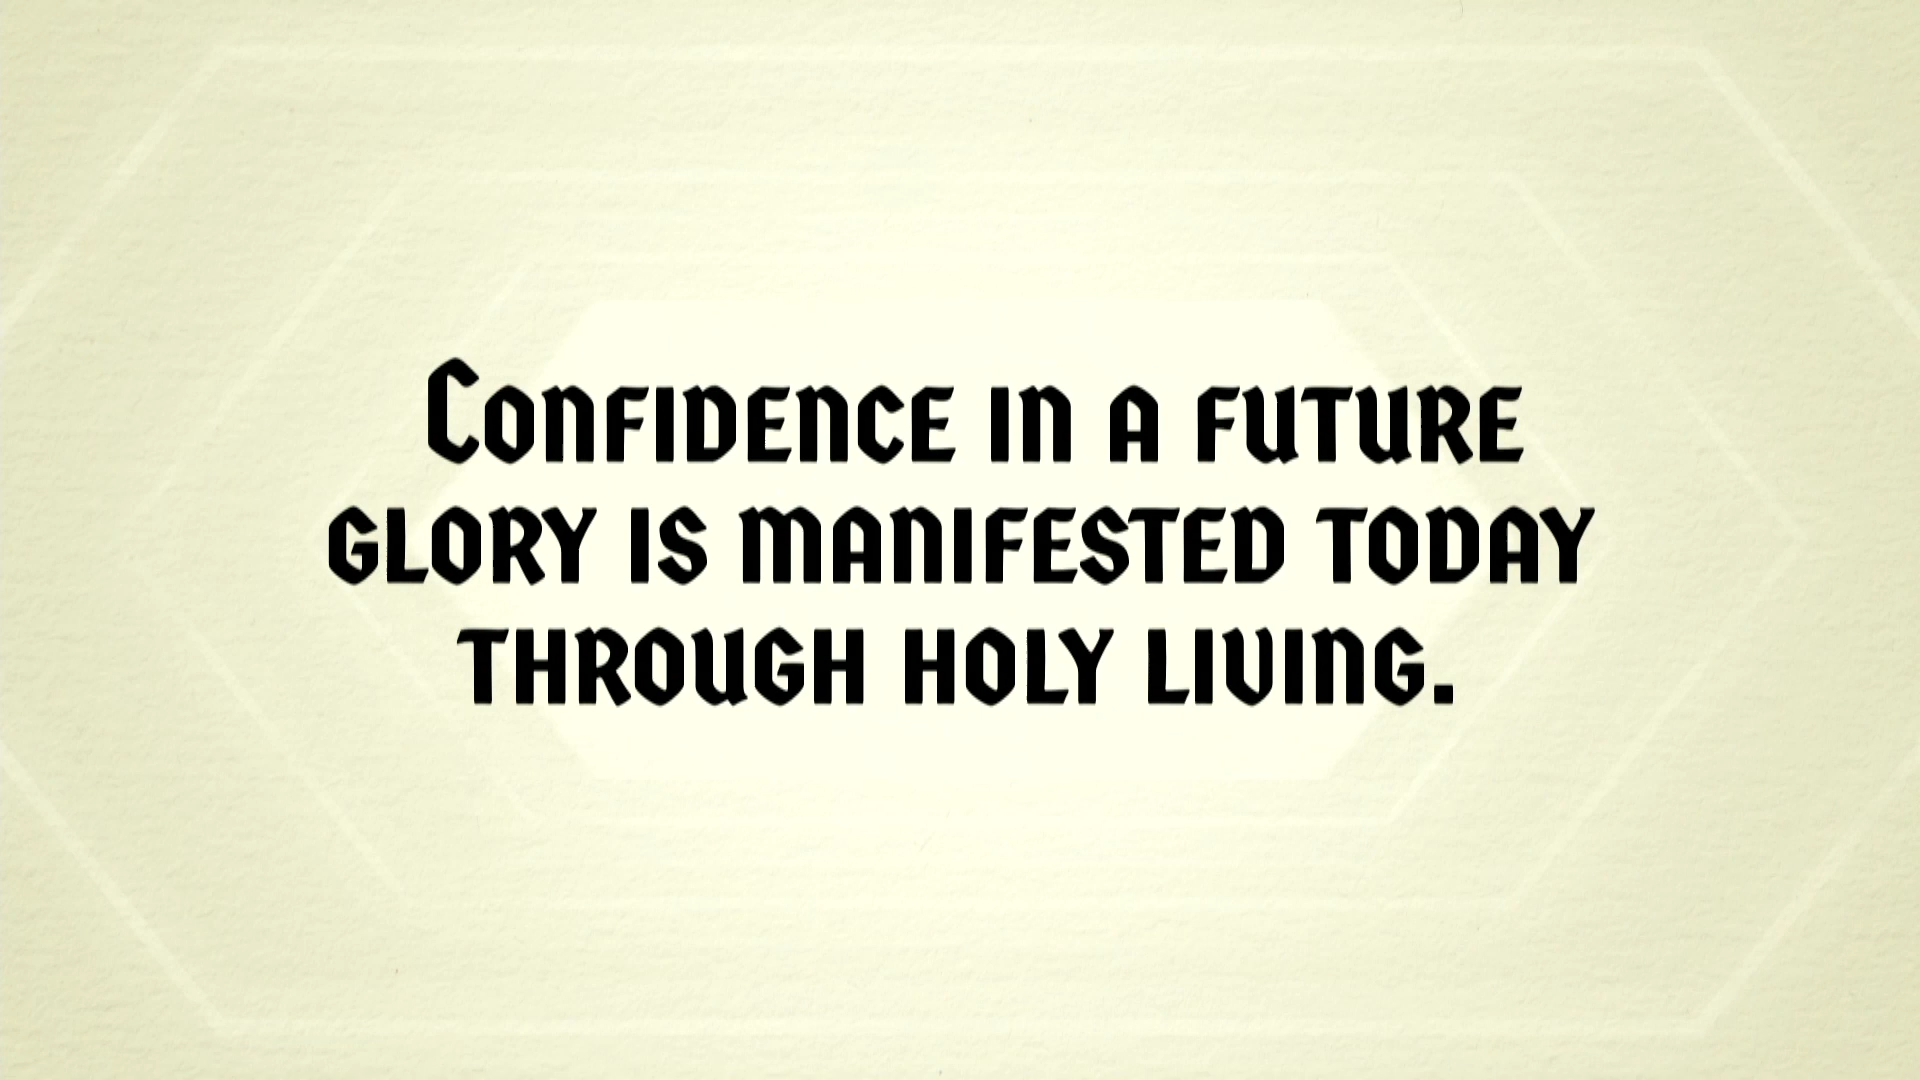 Confidence in a future
glory is manifested today
through holy living.